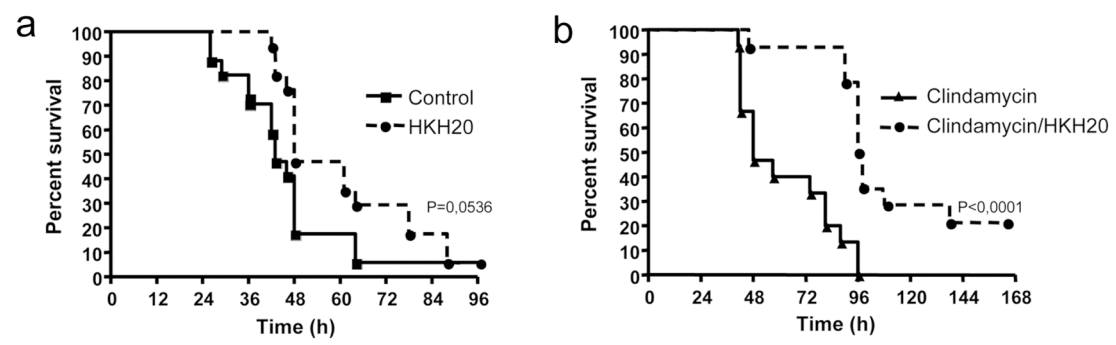 a
Percent survival
100
90
80
70
60
50
40
30
20
10
0
Control
HKH20
P=0,0536
0 12 24 36 48 60 72 84 96
Time (h)
b
Percent survival
100
90
80
70
60
50
40
30
20
10
0
Clindamycin
Clindamycin/HKH20
P<0,0001
0 24 48 72 96 120 144 168
Time (h)